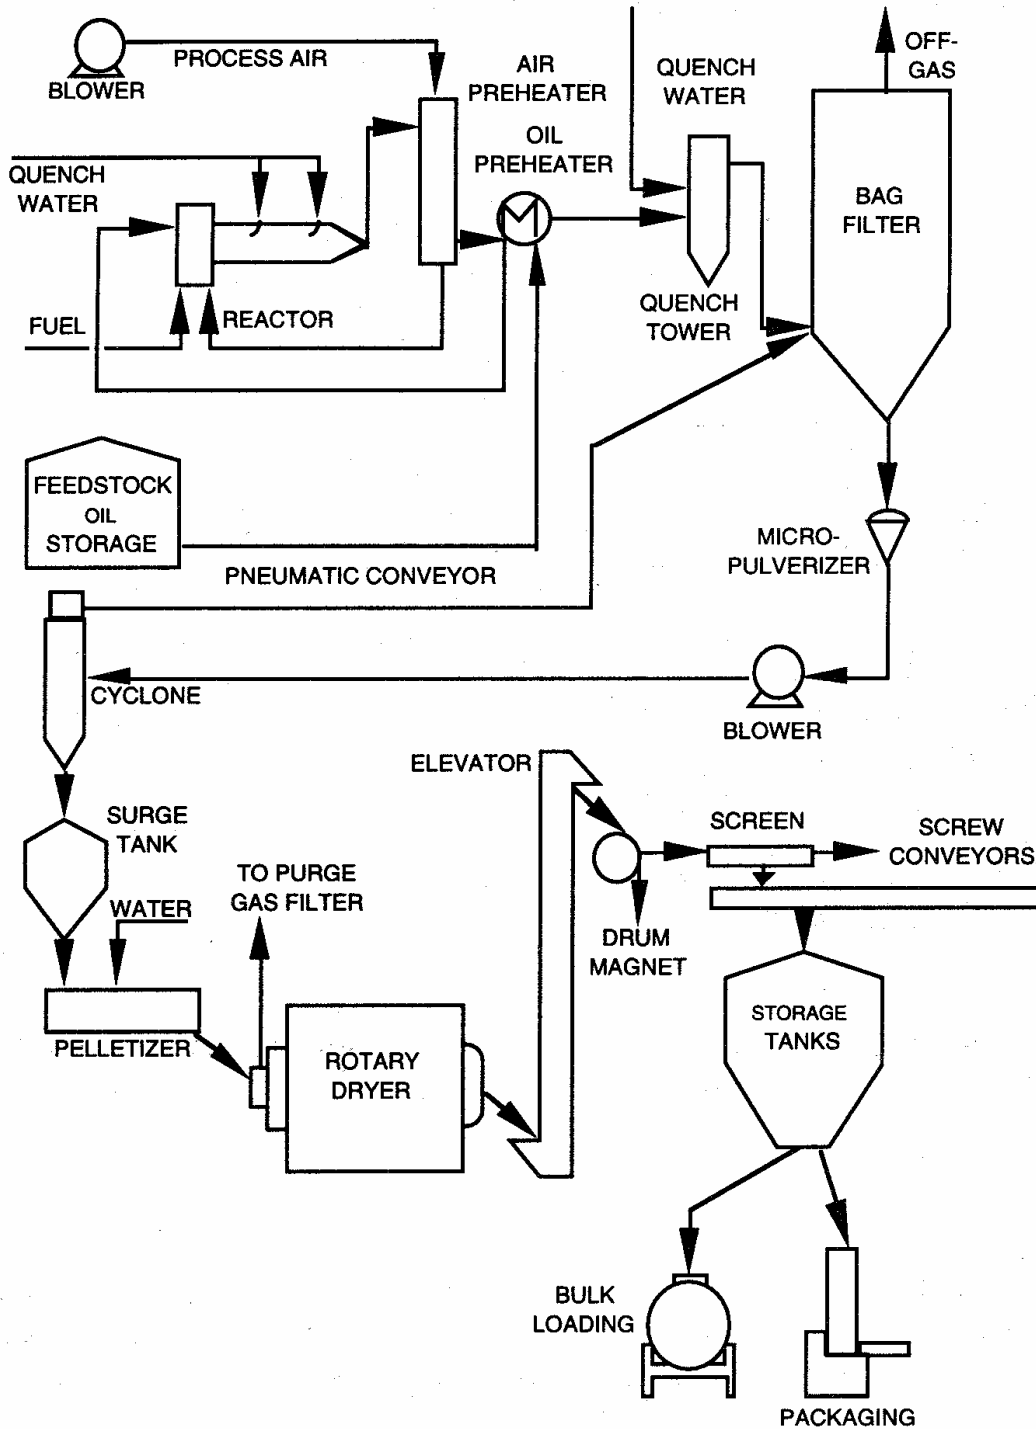 PROCESS AIR
BLOWER
AIR
PREHEATER
OIL
PREHEATER
QUENCH
WATER
OFF-
GAS
QUENCH
WATER
BAG
FILTER
FUEL
REACTOR
QUENCH
TOWER
FEEDSTOCK
OIL
STORAGE
MICRO-
PULVERIZER
PNEUMATIC CONVEYOR
CYCLONE
BLOWER
ELEVATOR
SURGE
TANK
SCREEN
SCREW
CONVEYORS
TO PURGE
GAS FILTER
WATER
DRUM
MAGNET
PELLETIZER
ROTARY
DRYER
STORAGE
TANKS
BULK
LOADING
PACKAGING